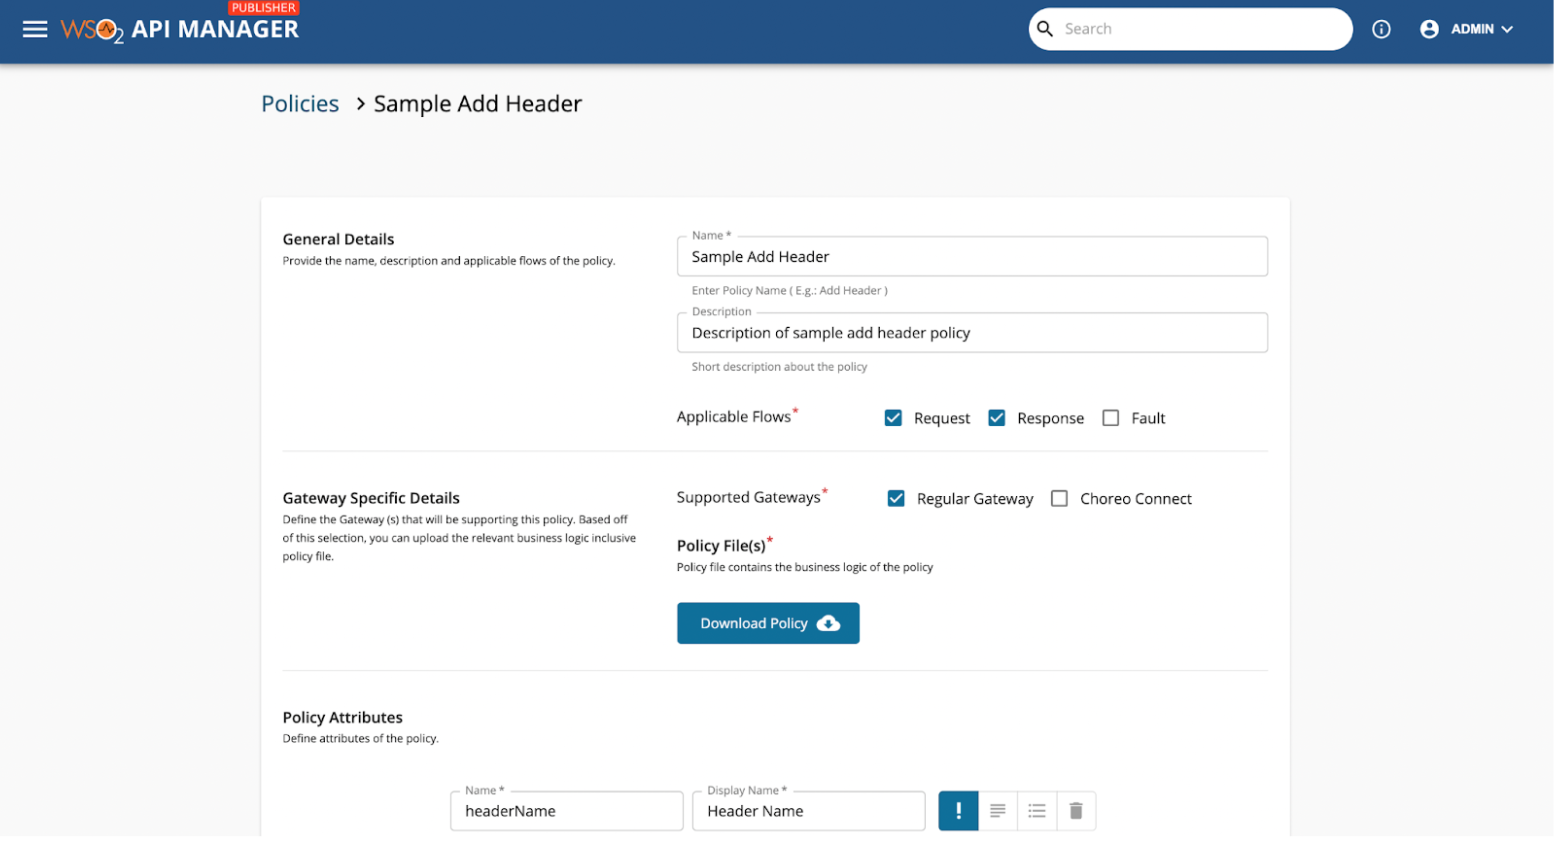 PUBLISHER
WSO2 API MANAGER
Search
ADMIN
Policies > Sample Add Header
General Details
Provide the name, description and applicable flows of the policy.
Name *
Sample Add Header
Enter Policy Name ( E.g.: Add Header )
Description
Description of sample add header policy
Short description about the policy
Applicable Flows*
Request
Response
Fault
Gateway Specific Details
Define the Gateway (s) that will be supporting this policy. Based off
of this selection, you can upload the relevant business logic inclusive
policy file.
Supported Gateways*
Regular Gateway
Choreo Connect
Policy File(s)*
Policy file contains the business logic of the policy
Download Policy
Policy Attributes
Define attributes of the policy.
Name *
headerName
Display Name *
Header Name